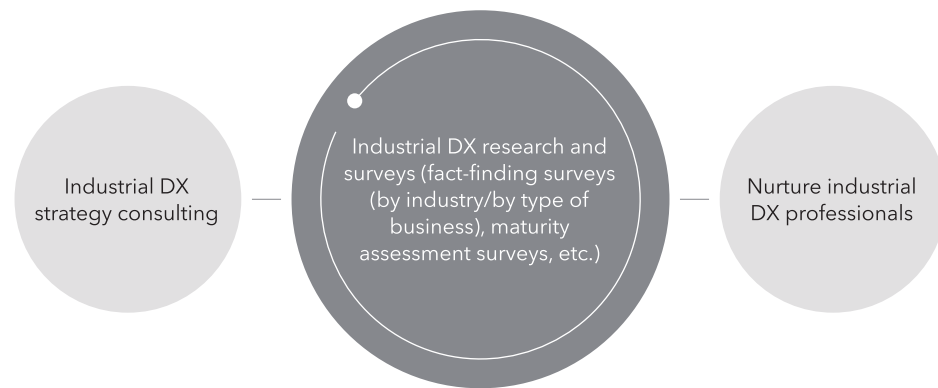 Industrial DX
strategy consulting
Industrial DX research and
surveys (fact-finding surveys
(by industry/by type of
business), maturity
assessment surveys, etc.)
Nurture industrial
DX professionals